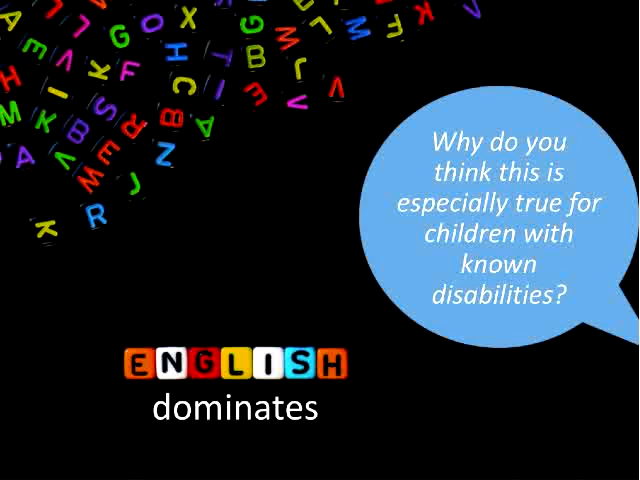 Why do you
think this is
especially true for
children with
known
disabilities?
ENGLISH
dominates